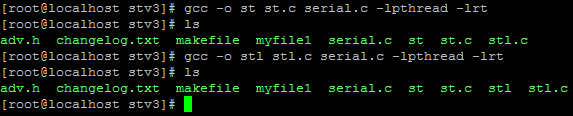 [root@localhost stv3]# gcc -o st st.c serial.c -lpthread -lrt
[root@localhost stv3]# ls
adv.h  changelog.txt  makefile  myfile1  serial.c  st  st.c  stl.c
[root@localhost stv3]# gcc -o stl stl.c serial.c -lpthread -lrt
[root@localhost stv3]# ls
adv.h  changelog.txt  makefile  myfile1  serial.c  st  st.c  stl  stl.c
[root@localhost stv3]#